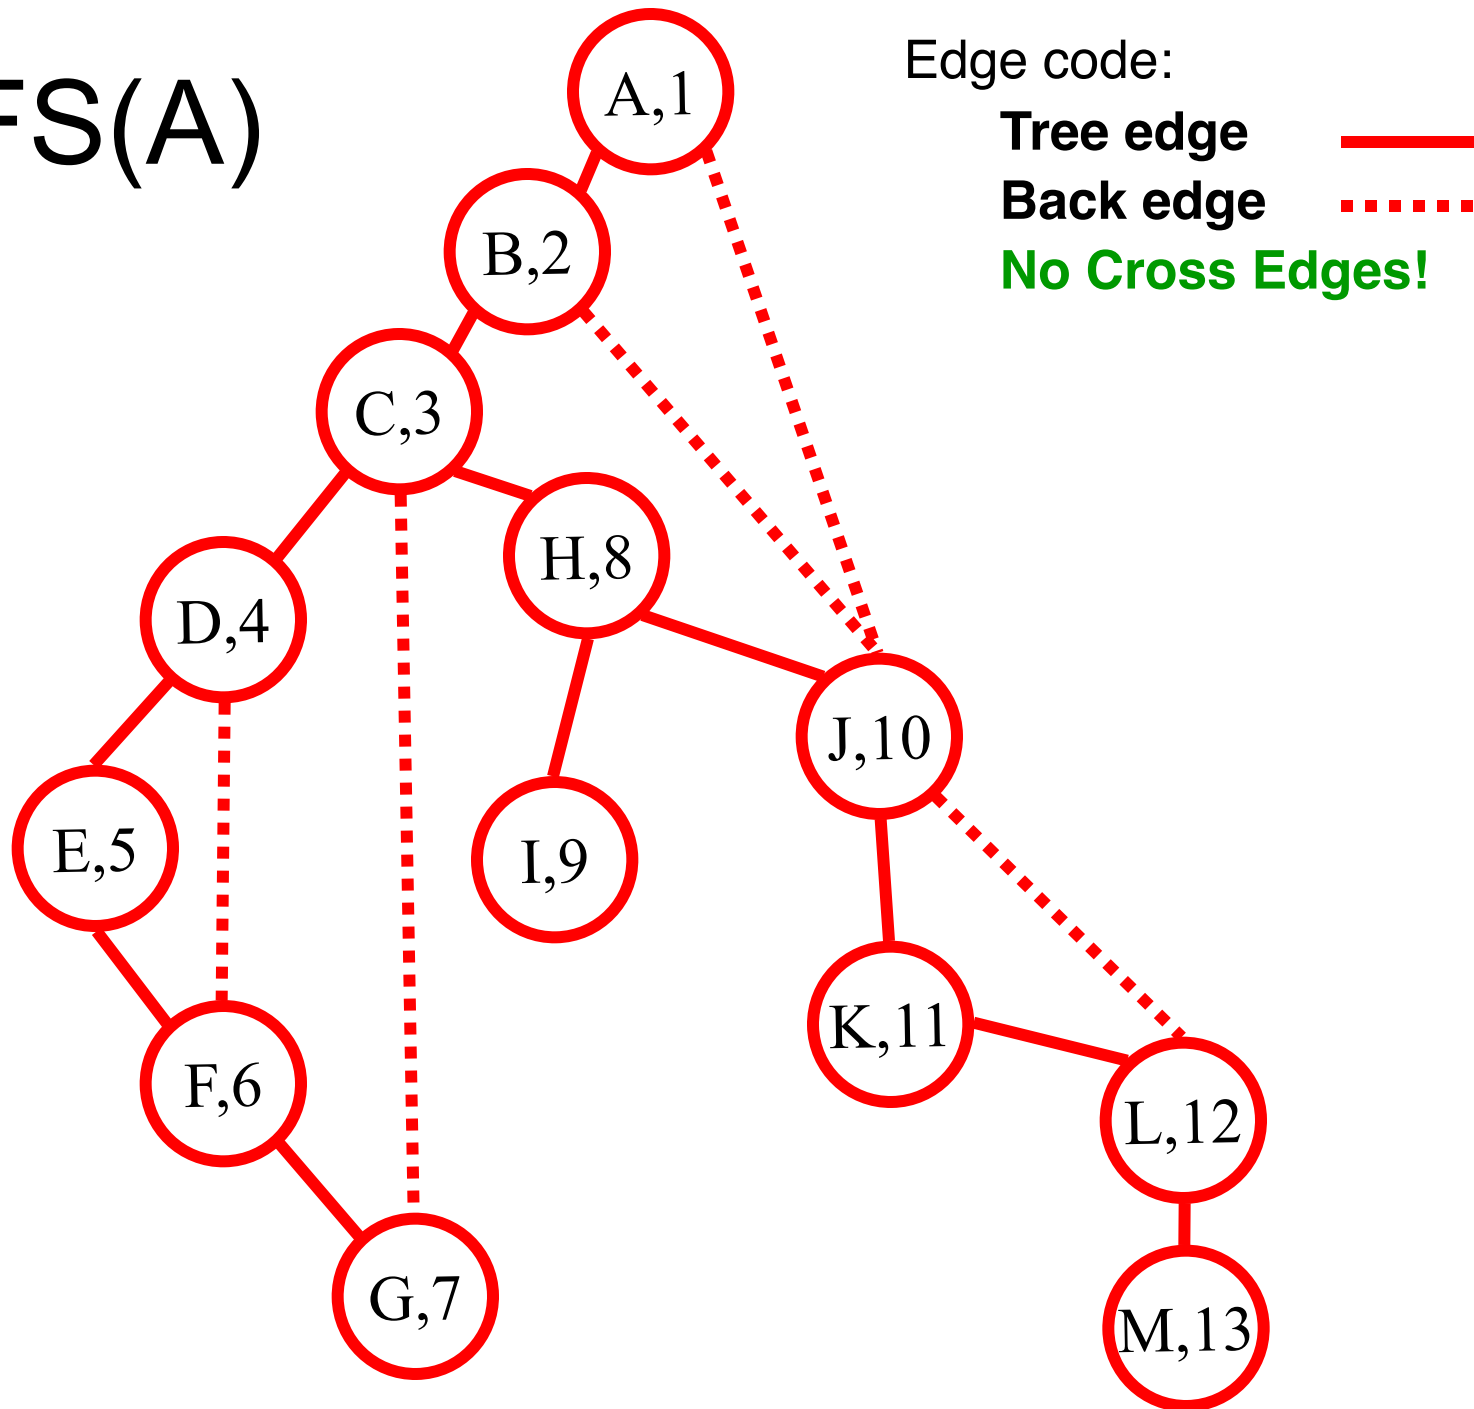 FS(A)
Edge code:
Tree edge
Back edge
No Cross Edges!
A,1
B,2
C,3
H,8
D,4
J,10
E,5
I,9
K,11
F,6
L,12
G,7
M,13